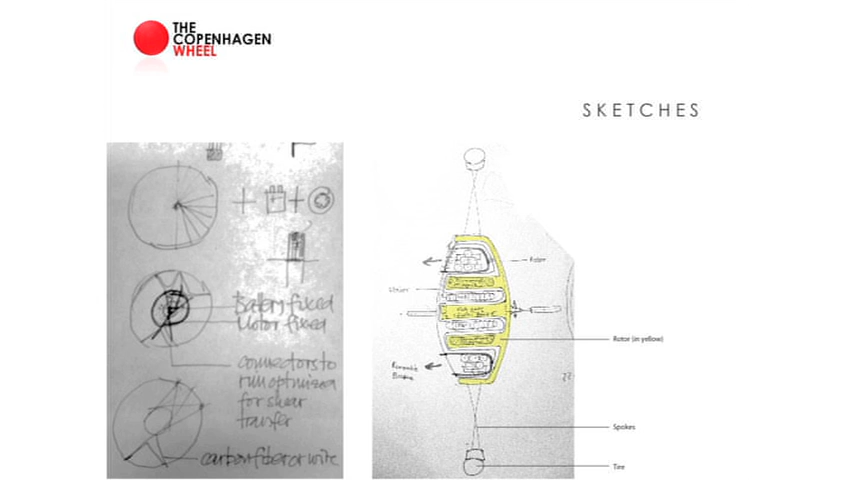 THE
COPENHAGEN
WHEEL
SKETCHES
Battery fixed
Motor fixed
connectors to
run optimized
for shear
transfer
carbon fiber or wire
Rotor (in yellow)
Removable
Spokes
Tire